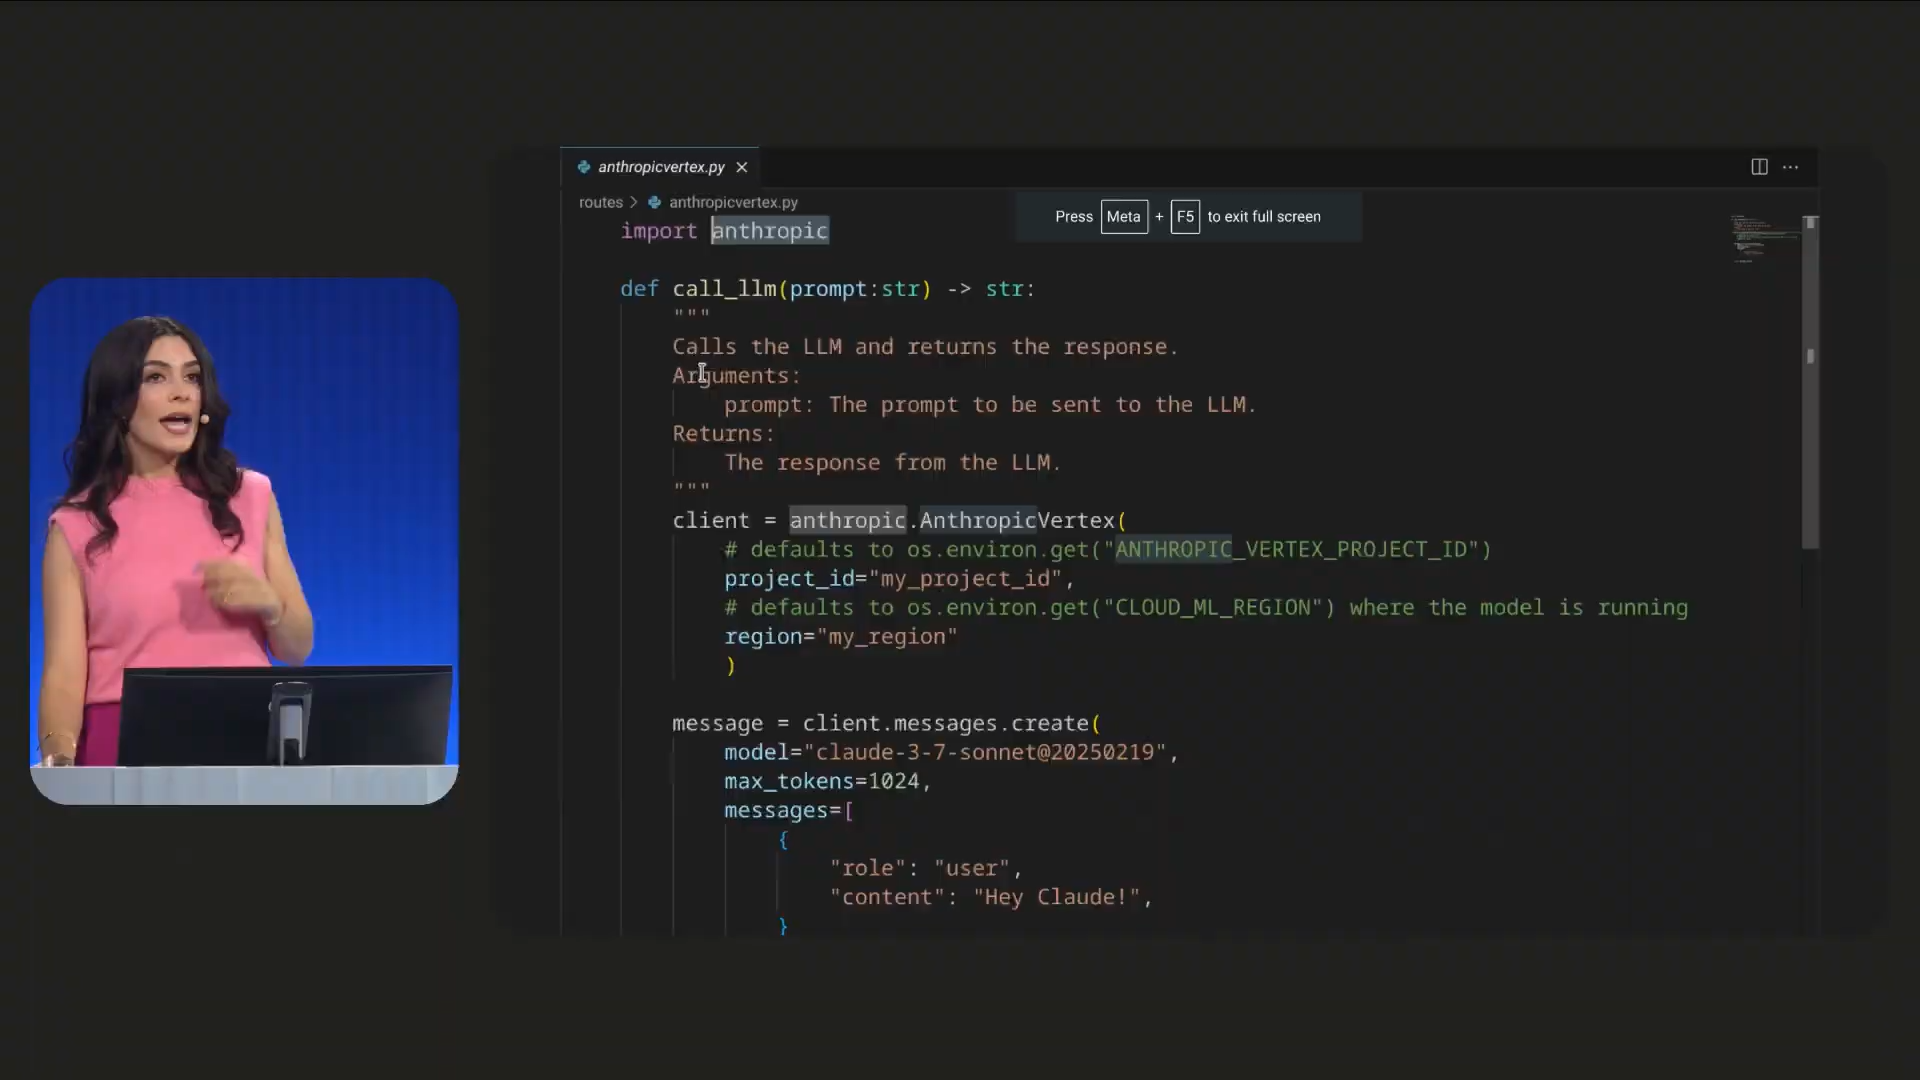 anthropicvertex.py
routes > anthropicvertex.py
Press Meta + F5 to exit full screen
import anthropic
def call_llm(prompt:str) -> str:
"""
Calls the LLM and returns the response.
Arguments:
prompt: The prompt to be sent to the LLM.
Returns:
The response from the LLM.
"""
client = anthropic.AnthropicVertex(
# defaults to os.environ.get("ANTHROPIC_VERTEX_PROJECT_ID")
project_id="my_project_id",
# defaults to os.environ.get("CLOUD_ML_REGION") where the model is running
region="my_region"
)
message = client.messages.create(
model="claude-3-7-sonnet@20250219",
max_tokens=1024,
messages=[
{
"role": "user",
"content": "Hey Claude!",
}